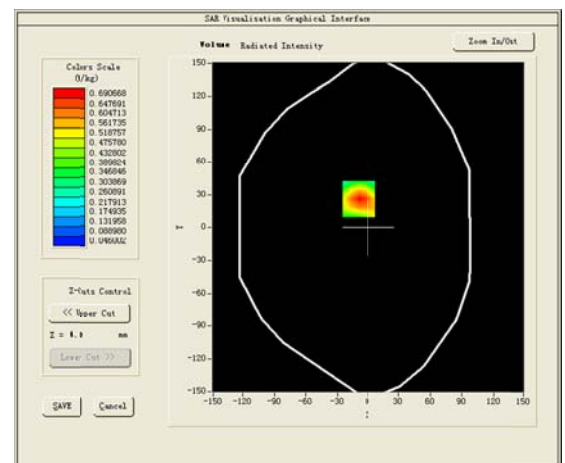 SAR Visualisation Graphical Interface
Volume Radiated Intensity
Zoom In/Out
Colors Scale
(W/kg)
0.690668
0.647691
0.604713
0.561735
0.518757
0.475780
0.432802
0.389824
0.346846
0.303869
0.260891
0.217913
0.174935
0.131958
0.088980
0.046002
150
120
90
60
30
0
-30
-60
-90
-120
-150
Y
-150 -120 -90 -60 -30 0 30 60 90 120 150
Z-Cuts Control
<< Upper Cut
Z = 4.0 mm
Lower Cut >>
SAVE Cancel